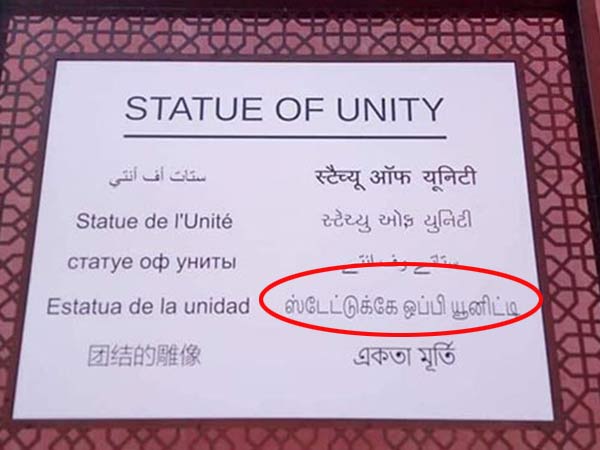 STATUE OF UNITY
ستات أف أنتي
स्टैच्यू ऑफ यूनिटी
Statue de l'Unité
સ્ટેચ્યુ ઓફ યુનિટી
статуе оф униты
Estatua de la unidad
ஸ்டேட்டுக்கே ஒப்பி யூனிட்டி
团结的雕像
একতা মূর্তি